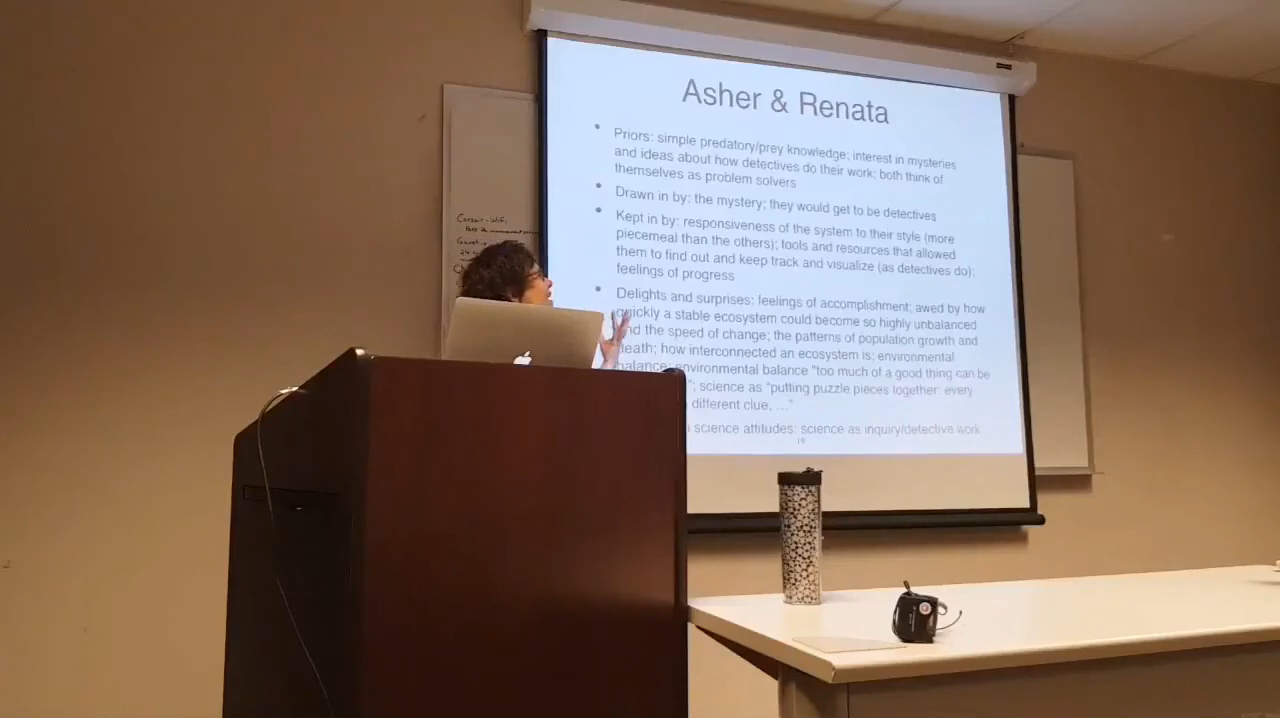 Asher & Renata
• Priors: simple predatory/prey knowledge; interest in mysteries
and ideas about how detectives do their work; both think of
themselves as problem solvers
• Drawn in by: the mystery; they would get to be detectives
• Kept in by: responsiveness of the system to their style (more
piecemeal than the others); tools and resources that allowed
them to find out and keep track and visualize (as detectives do);
feelings of progress
• Delights and surprises: feelings of accomplishment; awed by how
quickly a stable ecosystem could become so highly unbalanced
and the speed of change; the patterns of population growth and
death; how interconnected an ecosystem is; environmental
balance; environmental balance "too much of a good thing can be
"; science as "putting puzzle pieces together: every
different clue, …"
science attitudes: science as inquiry/detective work
19